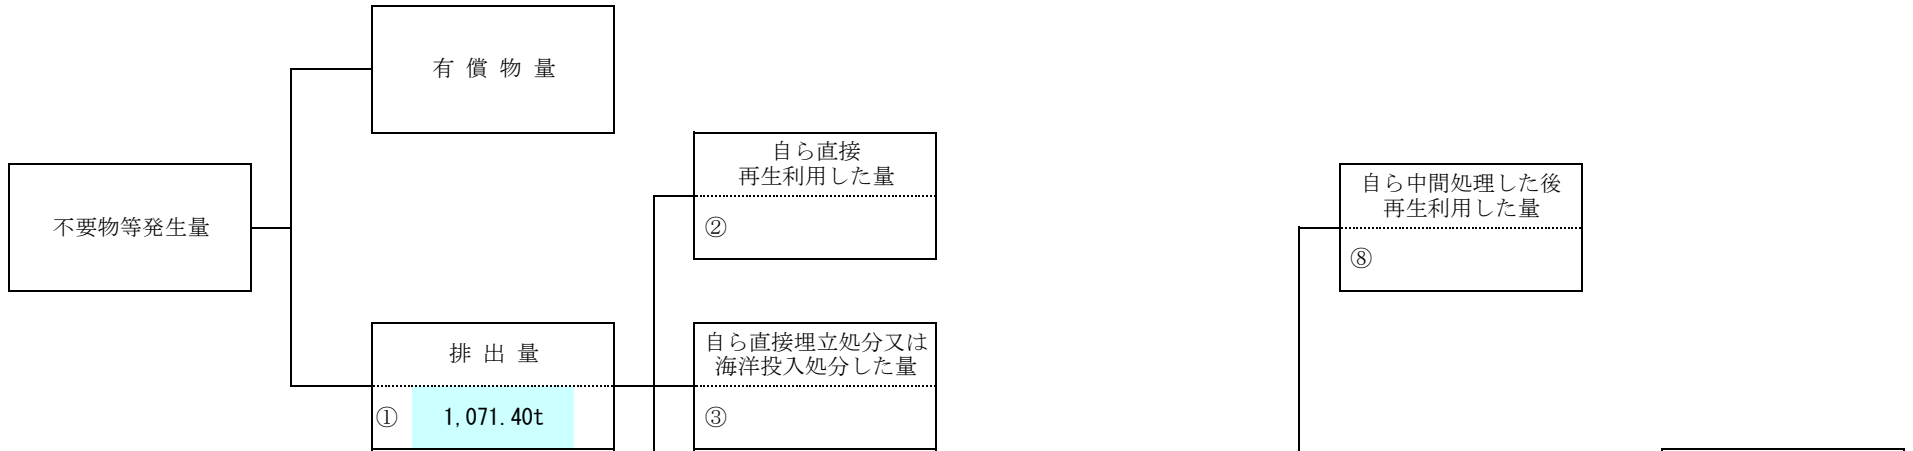 有 償 物 量
自ら直接
再生利用した量
②
不要物等発生量
自ら中間処理した後
再生利用した量
⑧
排 出 量
① 1,071.40t
自ら直接埋立処分又は
海洋投入処分した量
③